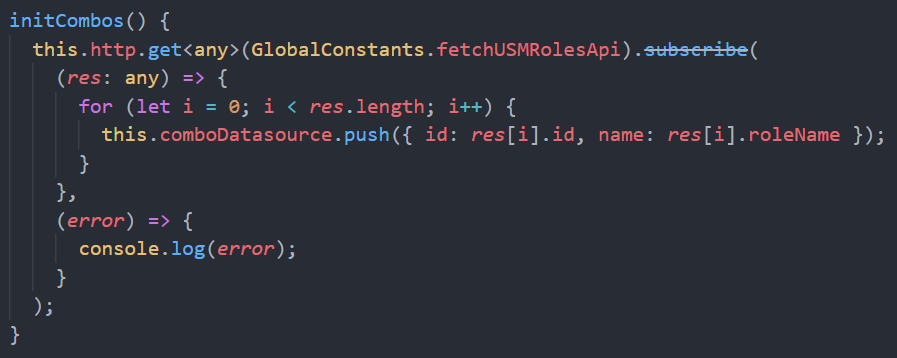 initCombos() {
  this.http.get<any>(GlobalConstants.fetchUSMRolesApi).subscribe(
    (res: any) => {
      for (let i = 0; i < res.length; i++) {
        this.comboDatasource.push({ id: res[i].id, name: res[i].roleName });
      }
    },
    (error) => {
      console.log(error);
    }
  );
}